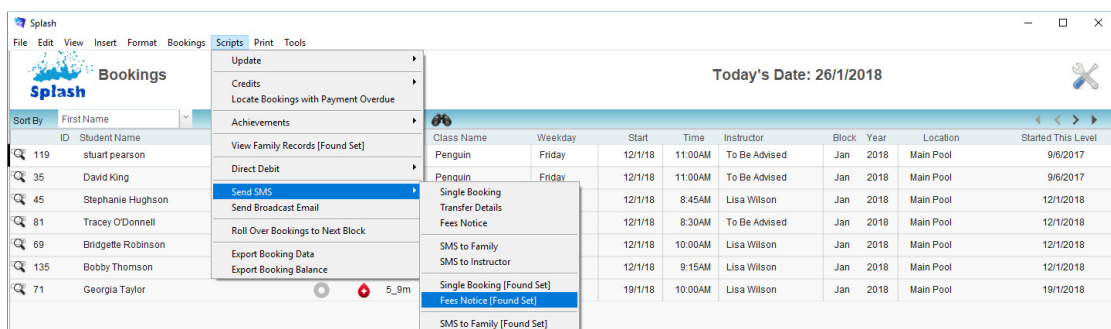 Splash
File Edit View Insert Format Bookings Scripts Print Tools
Splash
Bookings
Today's Date: 26/1/2018
Update
Credits
Locate Bookings with Payment Overdue
Achievements
View Family Records [Found Set]
Direct Debit
Send SMS
Send Broadcast Email
Roll Over Bookings to Next Block
Export Booking Data
Export Booking Balance
Single Booking
Transfer Details
Fees Notice
SMS to Family
SMS to Instructor
Single Booking [Found Set]
Fees Notice [Found Set]
SMS to Family [Found Set]
Sort By First Name
ID Student Name Class Name Weekday Start Time Instructor Block Year Location Started This Level
119 stuart pearson Penguin Friday 12/1/18 11:00AM To Be Advised Jan 2018 Main Pool 9/6/2017
35 David King Penguin Friday 12/1/18 11:00AM To Be Advised Jan 2018 Main Pool 9/6/2017
45 Stephanie Hughson 12/1/18 8:45AM Lisa Wilson Jan 2018 Main Pool 12/1/2018
81 Tracey O'Donnell 12/1/18 8:30AM To Be Advised Jan 2018 Main Pool 12/1/2018
69 Bridgette Robinson 12/1/18 10:00AM Lisa Wilson Jan 2018 Main Pool 12/1/2018
135 Bobby Thomson 12/1/18 9:15AM Lisa Wilson Jan 2018 Main Pool 12/1/2018
71 Georgia Taylor 5_9m 19/1/18 10:00AM Lisa Wilson Jan 2018 Main Pool 19/1/2018